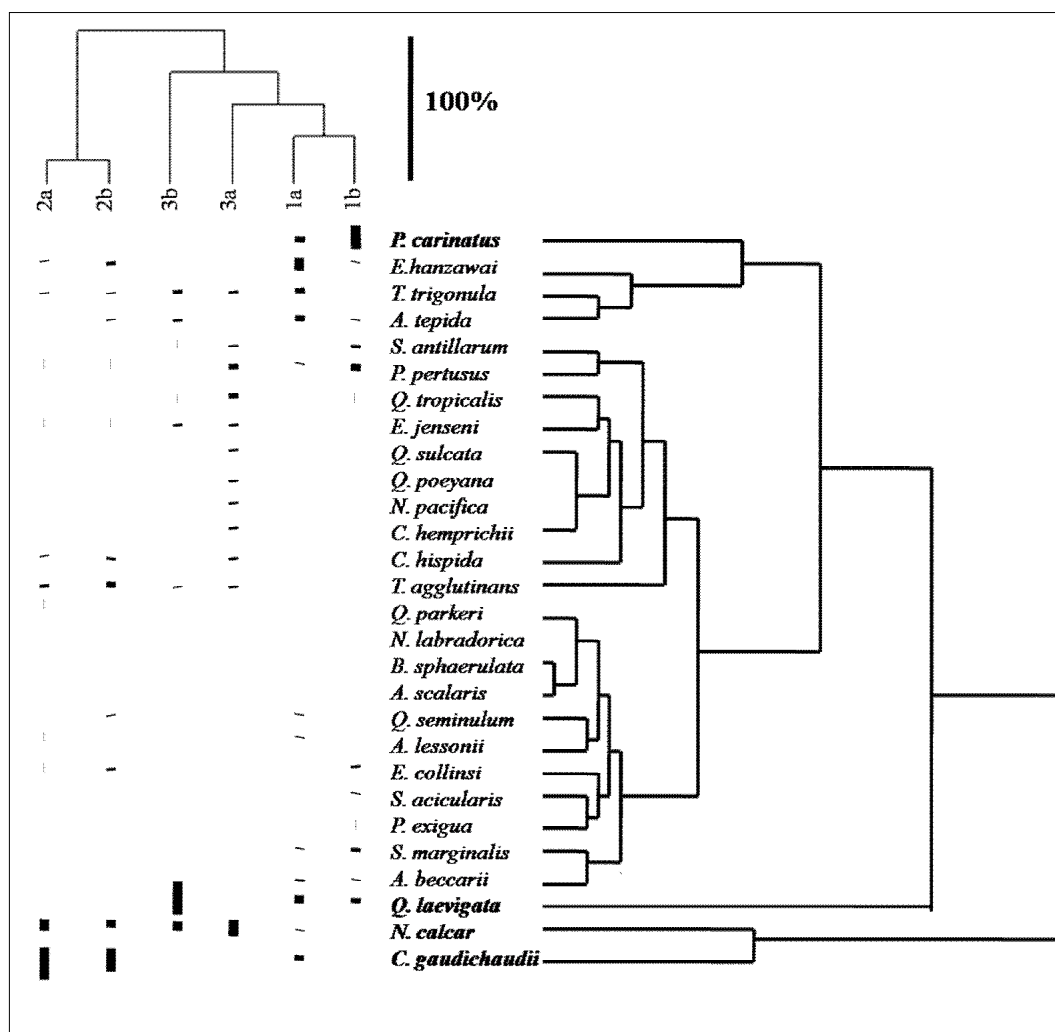 100%
2a
2b
3b
3a
1a
1b
P. carinatus
E.hanzawai
T. trigonula
A. tepida
S. antillarum
P. pertusus
Q. tropicalis
E. jenseni
Q. sulcata
Q. poeyana
N. pacifica
C. hemprichii
C. hispida
T. agglutinans
Q. parkeri
N. labradorica
B. sphaerulata
A. scalaris
Q. seminulum
A. lessonii
E. collinsi
S. acicularis
P. exigua
S. marginalis
A. beccarii
Q. laevigata
N. calcar
C. gaudichaudii